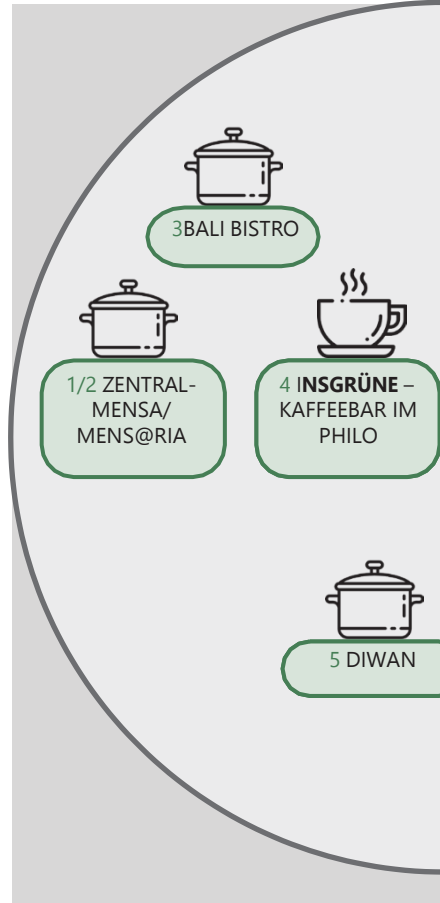 3BALI BISTRO
1/2 ZENTRAL-
MENSA/
MENS@RIA
4 INSGRÜNE –
KAFFEEBAR IM
PHILO
5 DIWAN